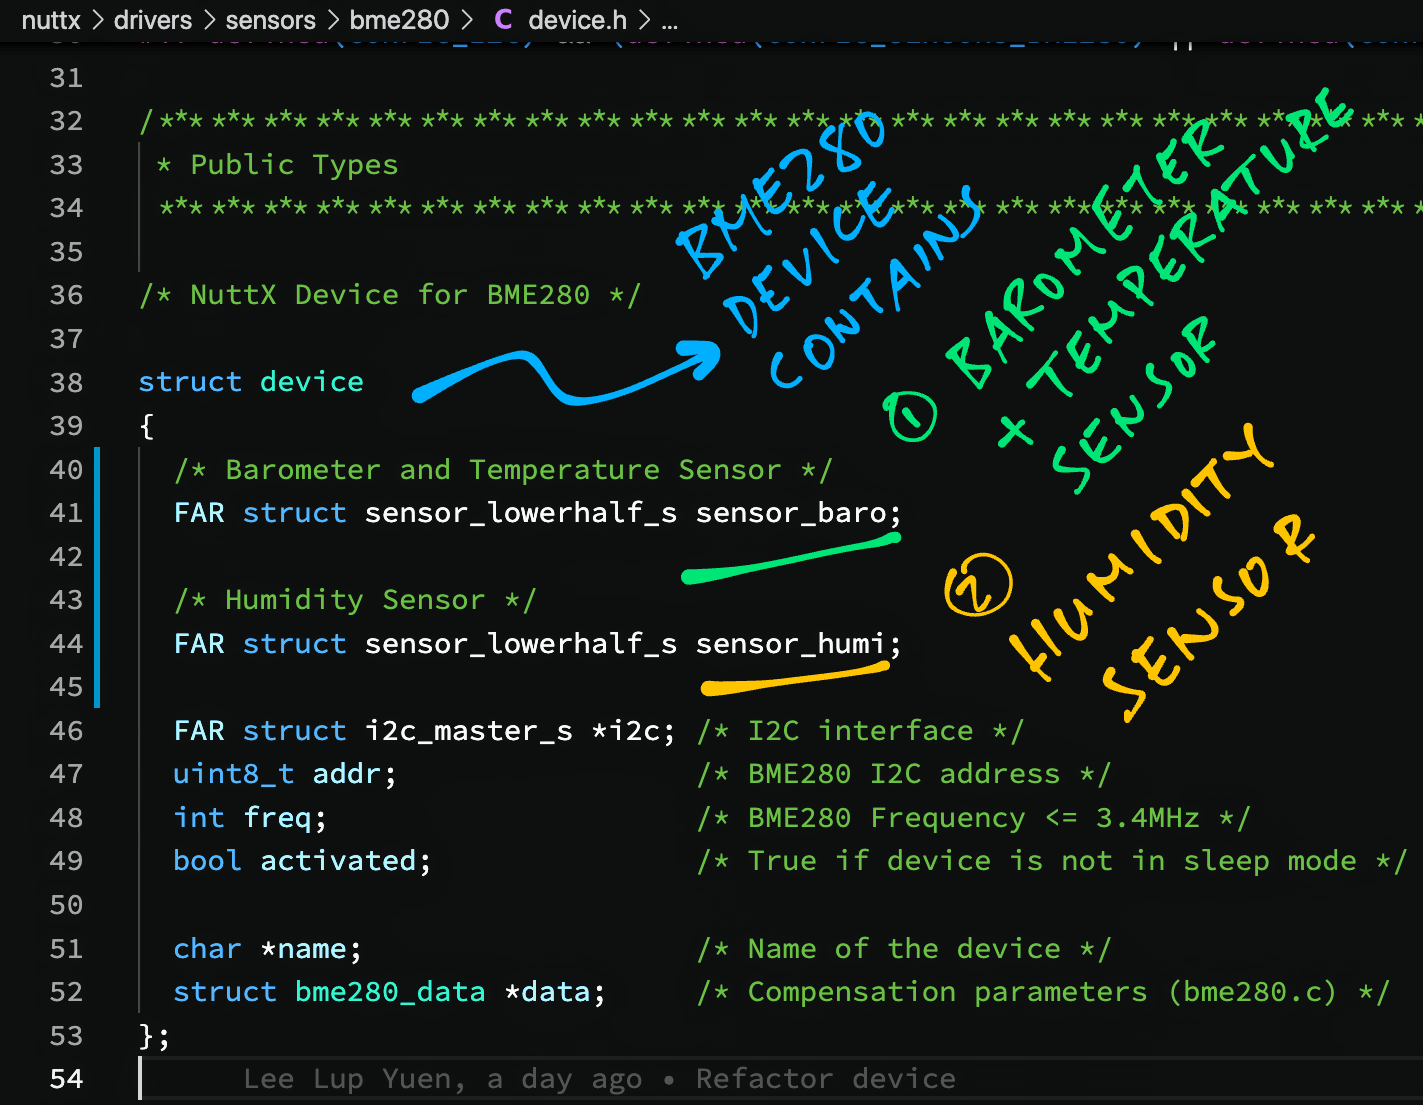 nuttx > drivers > sensors > bme280 > C device.h > ...
31
32 /****************************************************************************
33 * Public Types
34 ****************************************************************************
35
36 /* NuttX Device for BME280 */
37
38 struct device
39 {
40 /* Barometer and Temperature Sensor */
41 FAR struct sensor_lowerhalf_s sensor_baro;
42
43 /* Humidity Sensor */
44 FAR struct sensor_lowerhalf_s sensor_humi;
45
46 FAR struct i2c_master_s *i2c; /* I2C interface */
47 uint8_t addr; /* BME280 I2C address */
48 int freq; /* BME280 Frequency <= 3.4MHz */
49 bool activated; /* True if device is not in sleep mode */
50
51 char *name; /* Name of the device */
52 struct bme280_data *data; /* Compensation parameters (bme280.c) */
53 };
54 Lee Lup Yuen, a day ago • Refactor device
BME280
DEVICE
CONTAINS
① BAROMETER
+ TEMPERATURE
SENSOR
② HUMIDITY
SENSOR